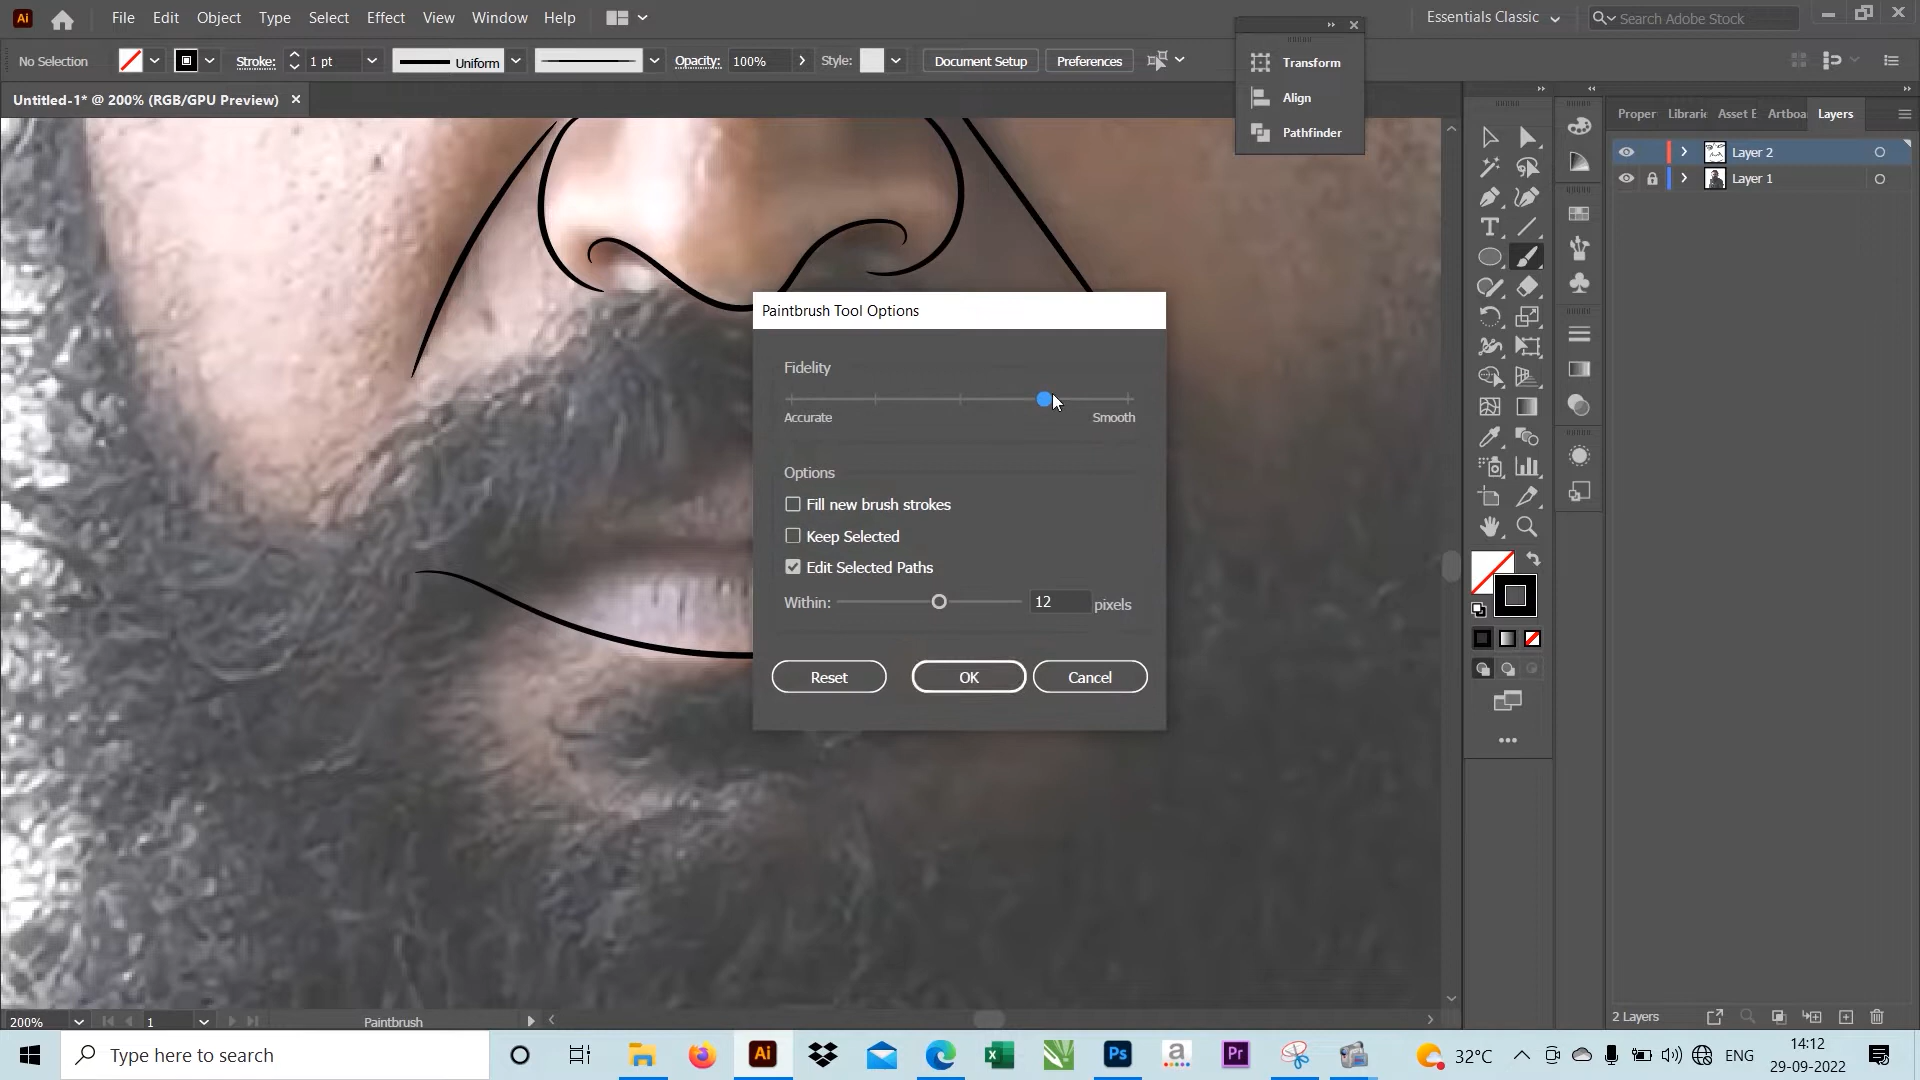 Ai File Edit Object Type Select Effect View Window Help Essentials Classic Search Adobe Stock
No Selection Stroke: 1 pt Uniform Opacity: 100% Style: Document Setup Preferences
Transform
Align
Pathfinder
Untitled-1* @ 200% (RGB/GPU Preview)
Proper Librarie Asset E Artboa Layers
Layer 2
Layer 1
Paintbrush Tool Options
Fidelity
Accurate Smooth
Options
Fill new brush strokes
Keep Selected
Edit Selected Paths
Within: 12 pixels
Reset OK Cancel
200% 1 Paintbrush
2 Layers
Type here to search
Ai Ps a Pr
32°C ENG
14:12
29-09-2022